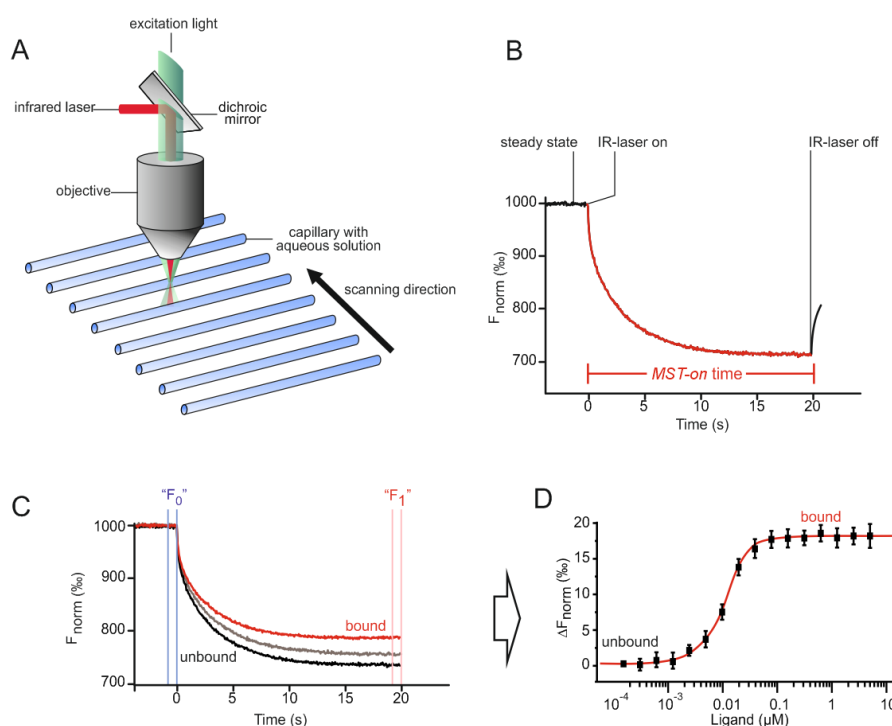 A
excitation light
infrared laser
dichroic
mirror
objective
capillary with
aqueous solution
scanning direction
B
steady state
IR-laser on
IR-laser off
1000
900
800
700
F norm (‰)
MST-on time
0
5
10
15
20
Time (s)
C
"F0"
"F1"
1000
900
800
700
F norm (‰)
bound
unbound
0
5
10
15
20
Time (s)
D
20
15
10
5
0
ΔFnorm (‰)
bound
unbound
10⁻⁴
10⁻³
0.01
0.1
1
10
Ligand (µM)